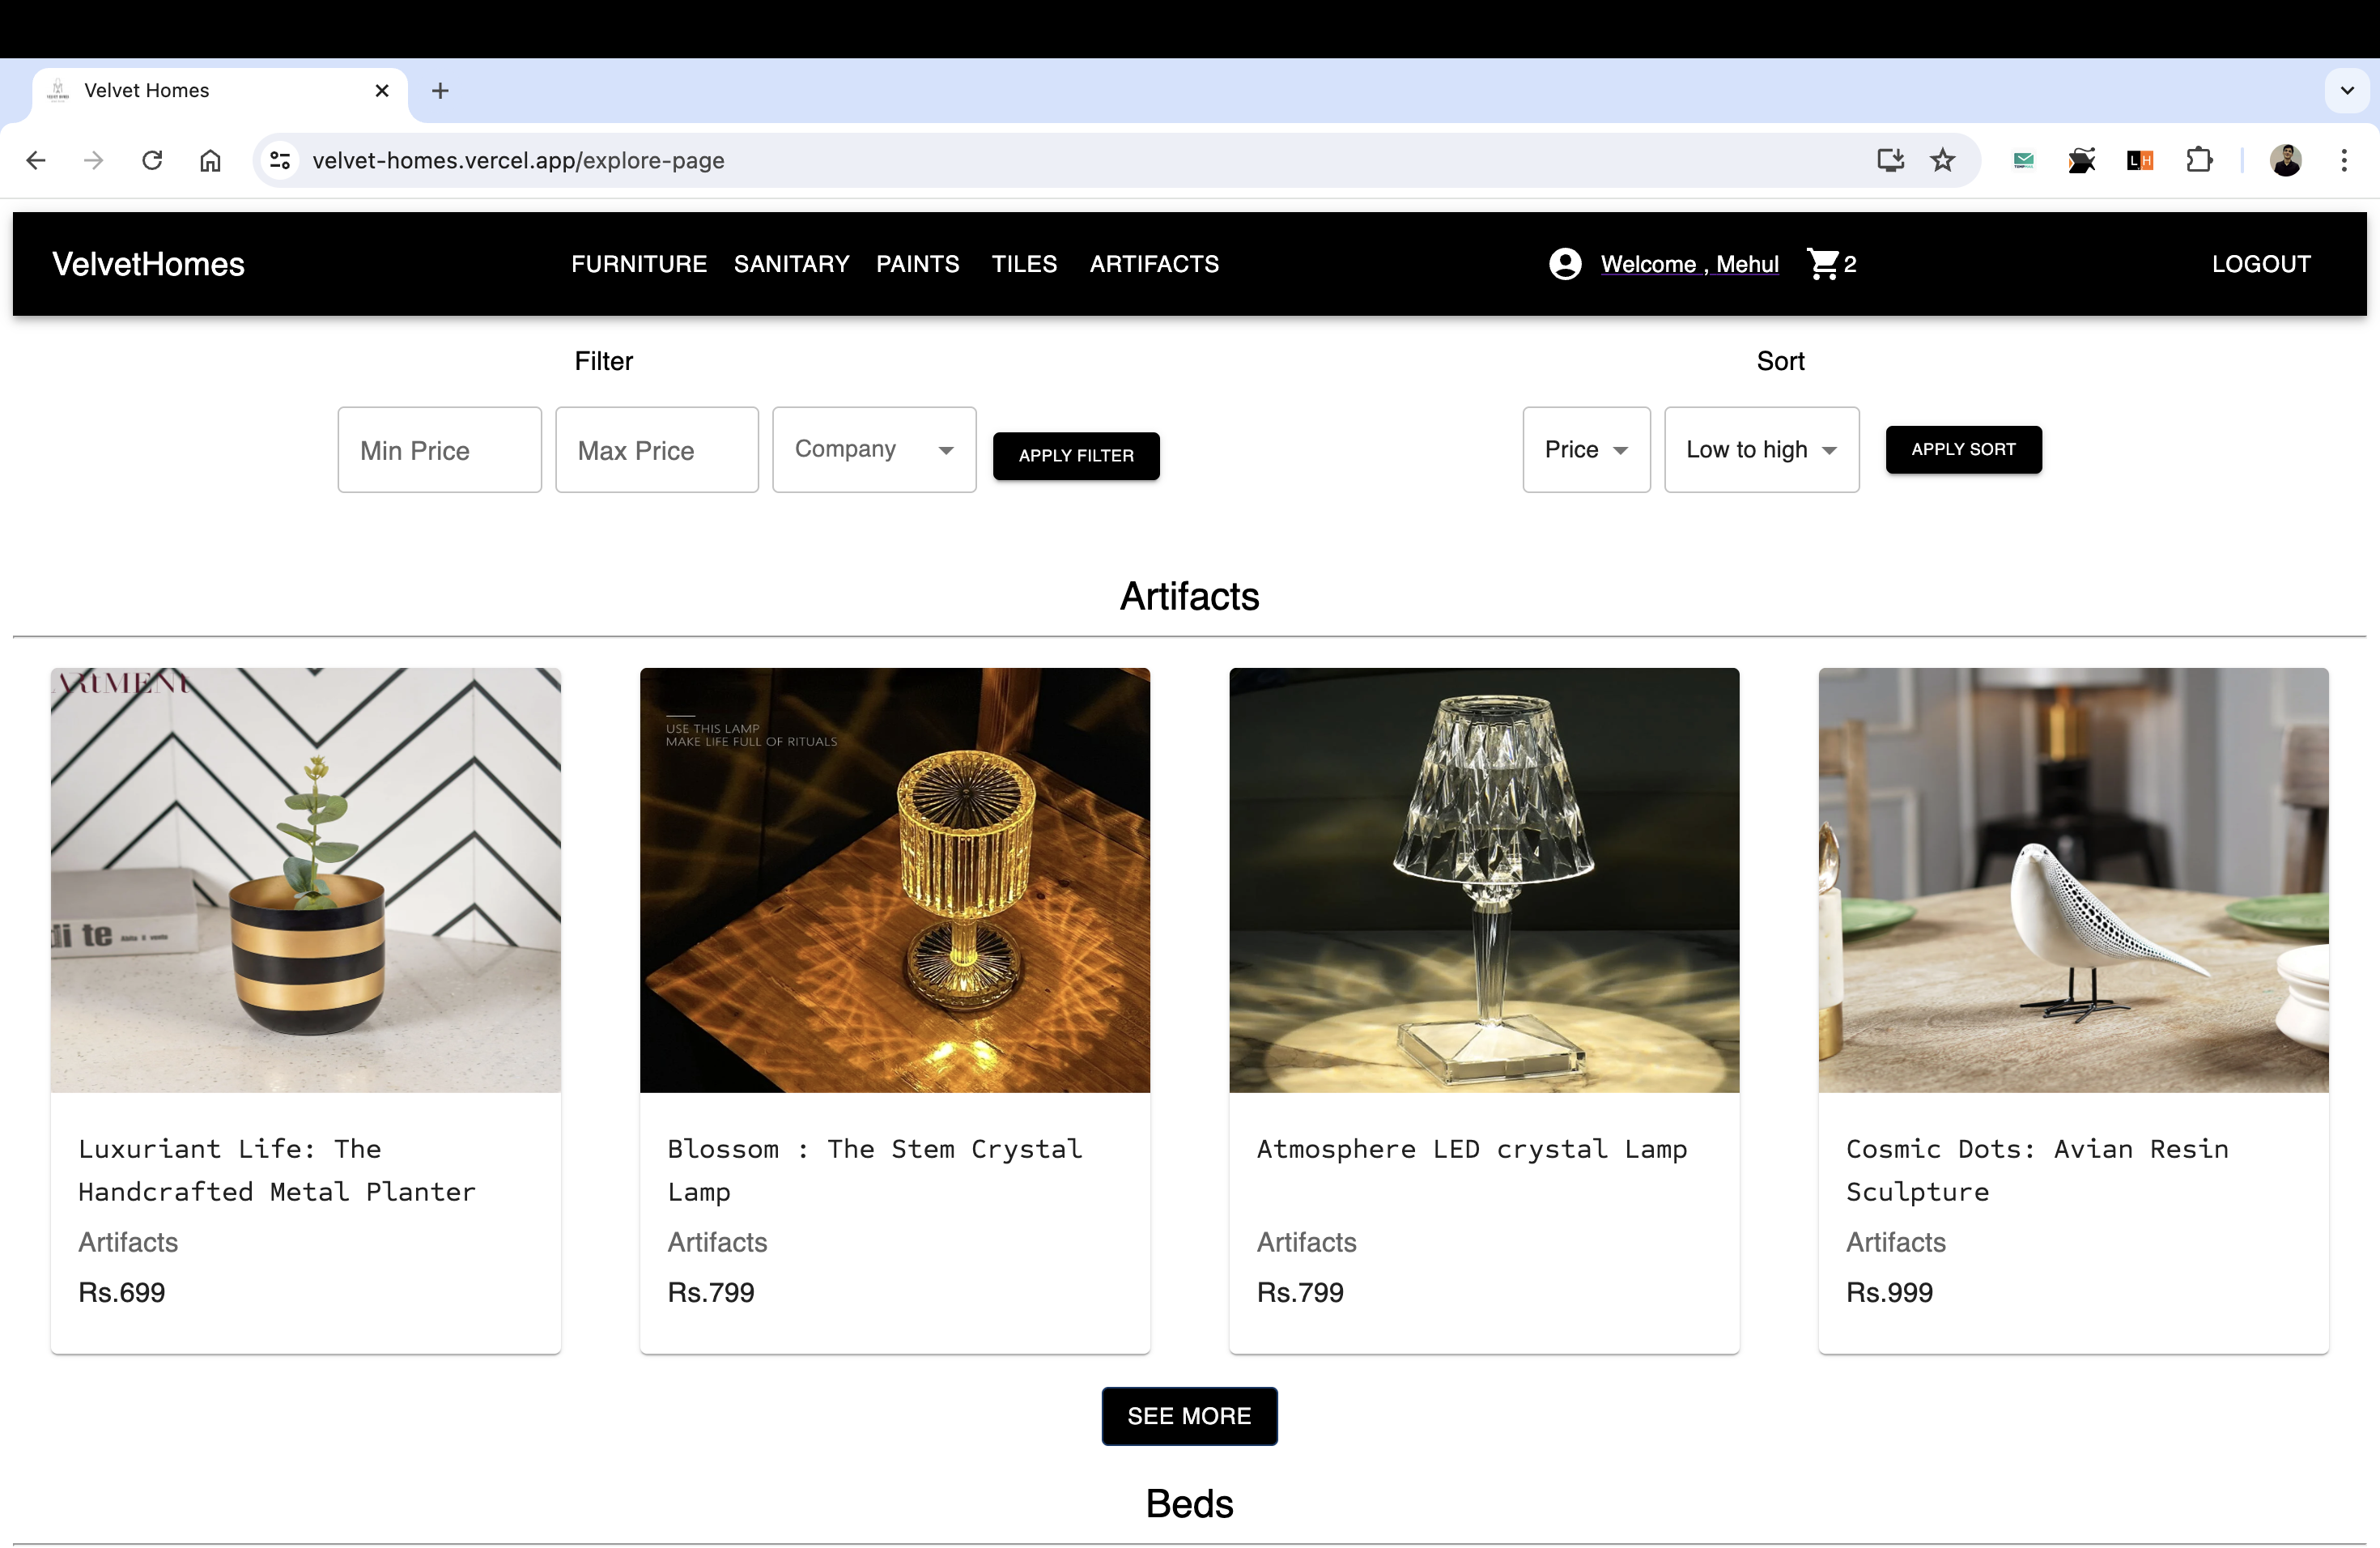 Velvet Homes
velvet-homes.vercel.app/explore-page
VelvetHomes
FURNITURE SANITARY PAINTS TILES ARTIFACTS
Welcome , Mehul
2
LOGOUT
Filter
Sort
Min Price
Max Price
Company
APPLY FILTER
Price
Low to high
APPLY SORT
Artifacts
ARtMENt
di te
USE THIS LAMP
MAKE LIFE FULL OF RITUALS
Luxuriant Life: The
Handcrafted Metal Planter
Artifacts
Rs.699
Blossom : The Stem Crystal
Lamp
Artifacts
Rs.799
Atmosphere LED crystal Lamp
Artifacts
Rs.799
Cosmic Dots: Avian Resin
Sculpture
Artifacts
Rs.999
SEE MORE
Beds